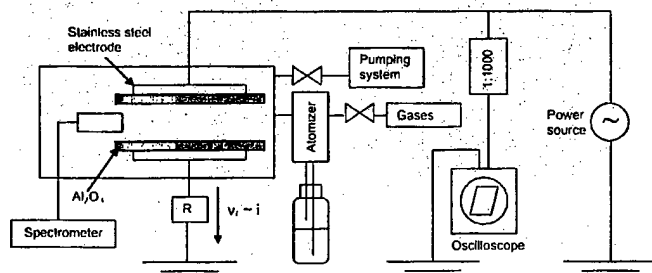 Stainless steel
electrode
Pumping
system
1:1000
Atomizer
Gases
Power
source
~
Al₂O₃
R
vᵣ ~ i
Spectrometer
Oscilloscope